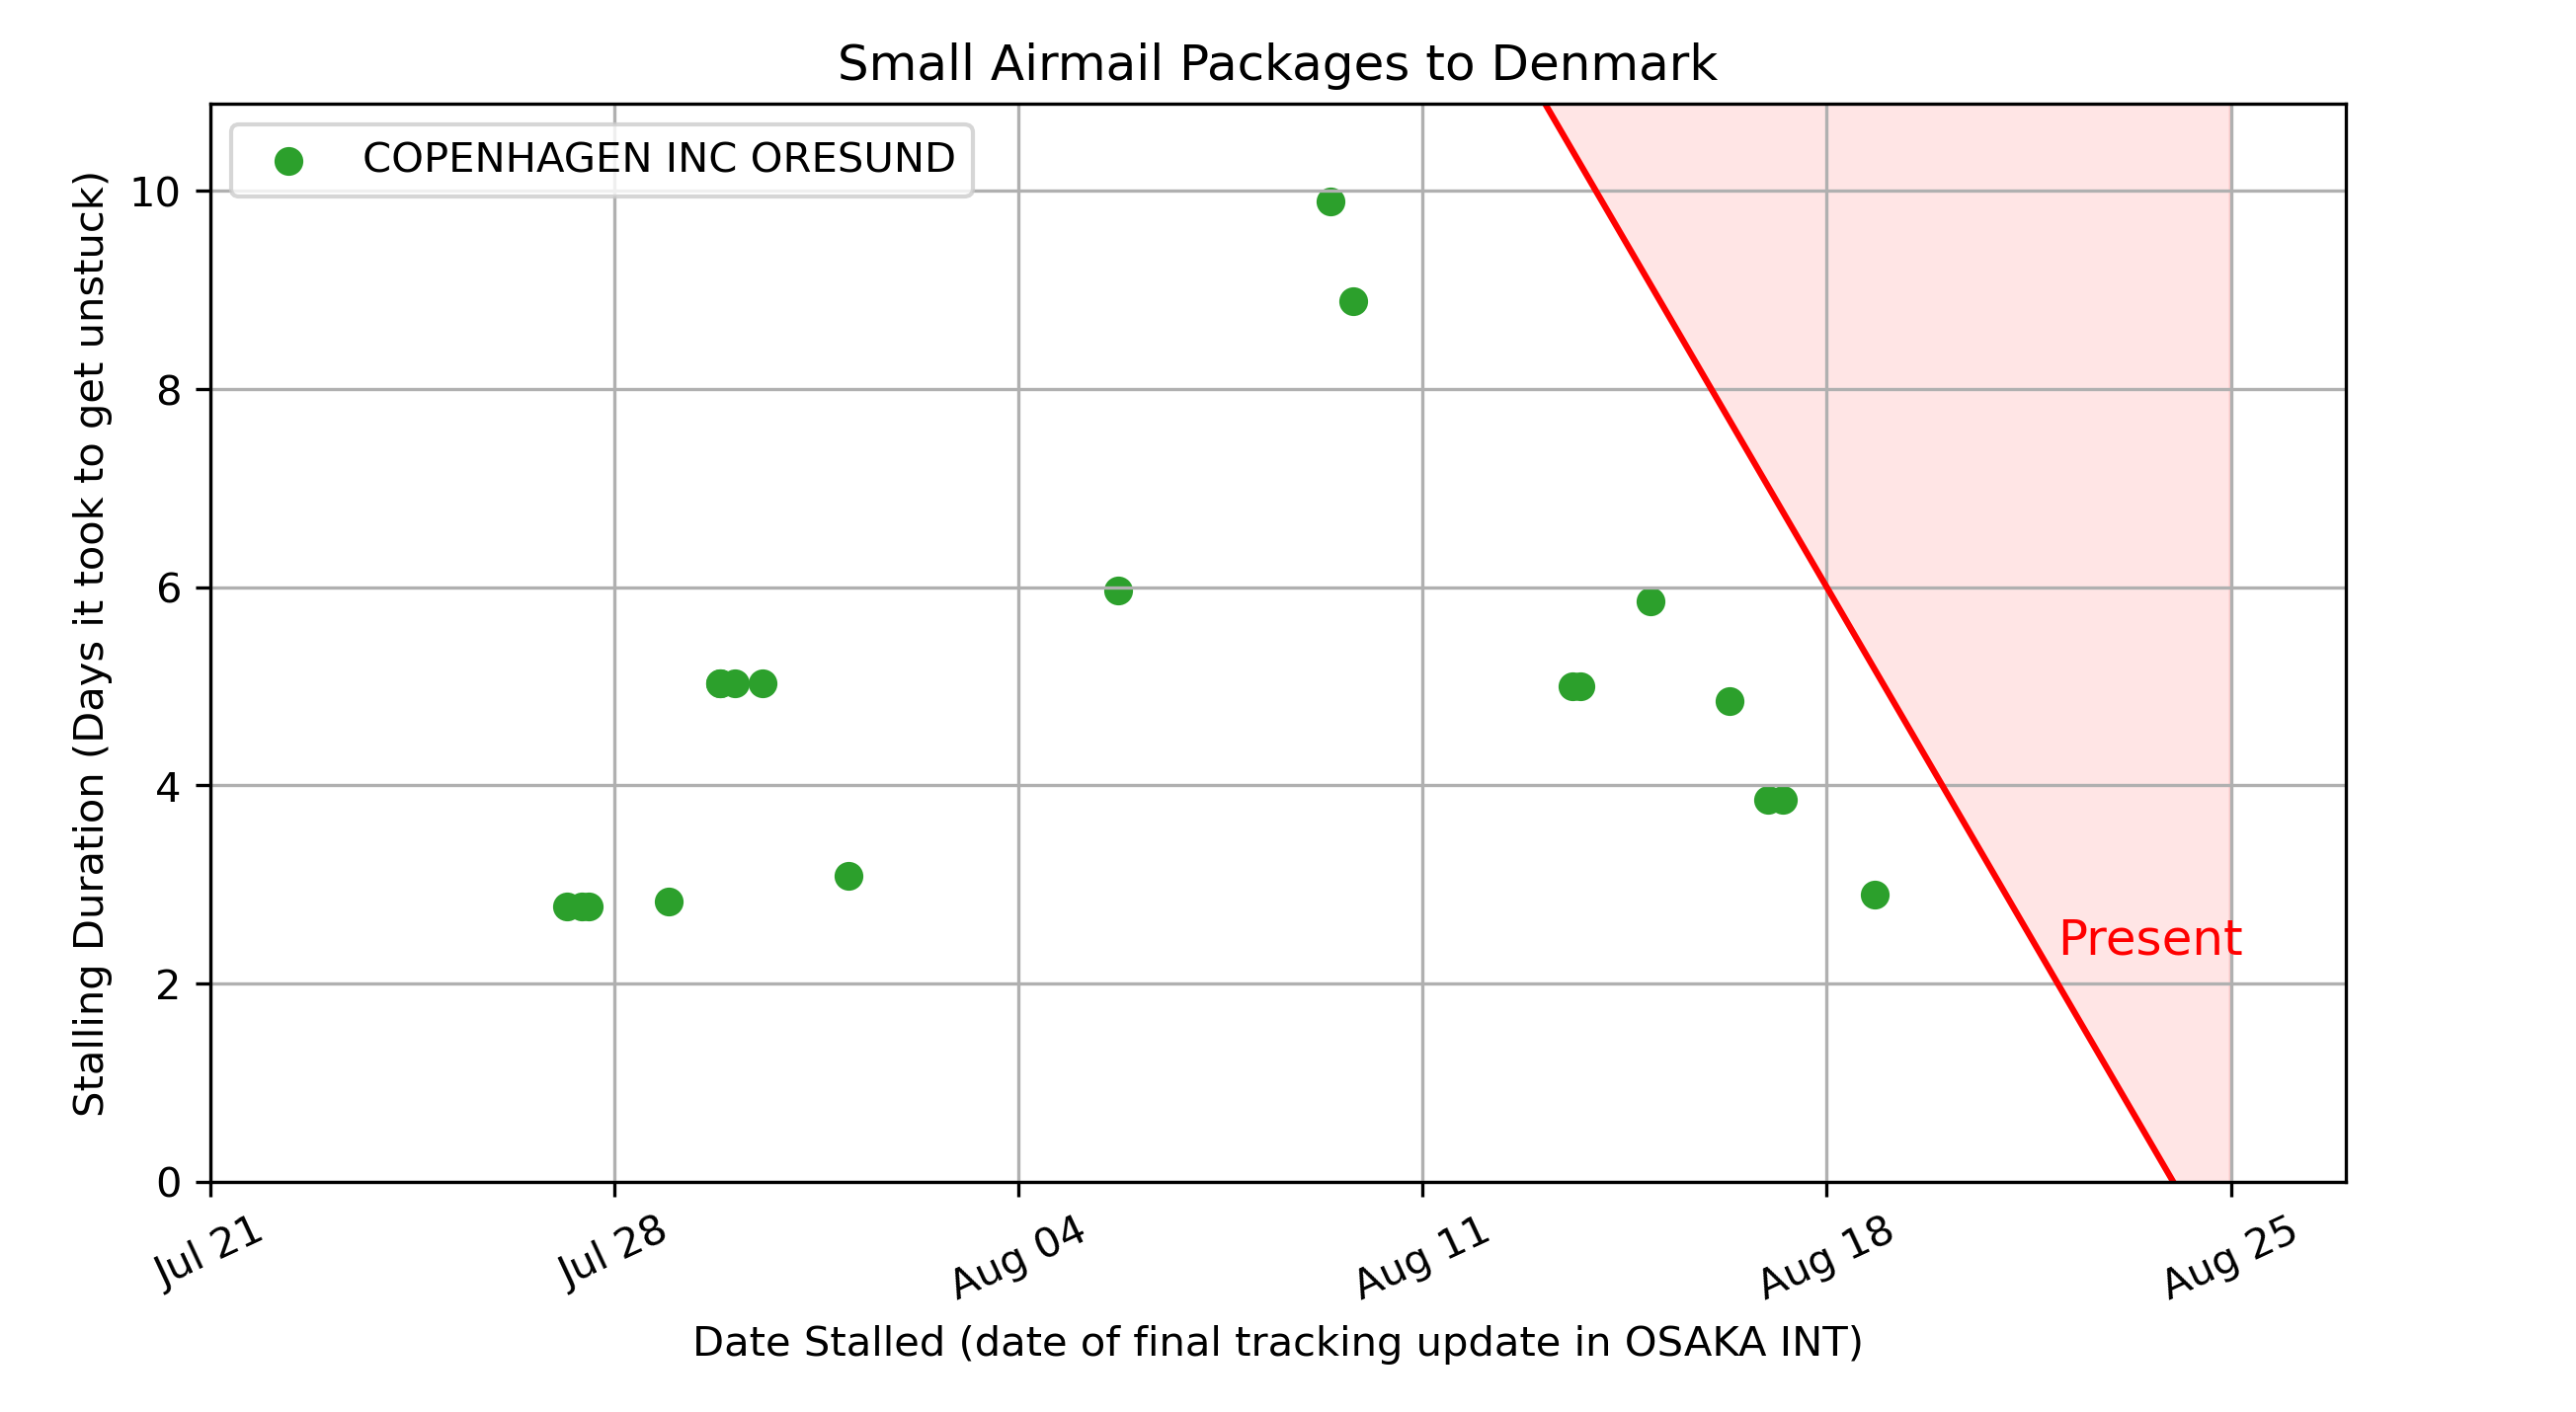 Small Airmail Packages to Denmark
COPENHAGEN INC ORESUND
Stalling Duration (Days it took to get unstuck)
10
8
6
4
2
0
Present
Jul 21
Jul 28
Aug 04
Aug 11
Aug 18
Aug 25
Date Stalled (date of final tracking update in OSAKA INT)